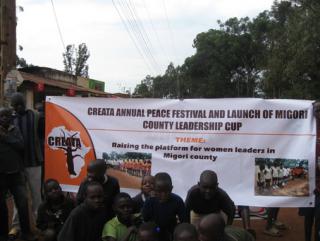 CREATA ANNUAL PEACE FESTIVAL AND LAUNCH OF MIGORI
COUNTY LEADERSHIP CUP
THEME:
Raizing the platform for women leaders in
Migori county
CREATA